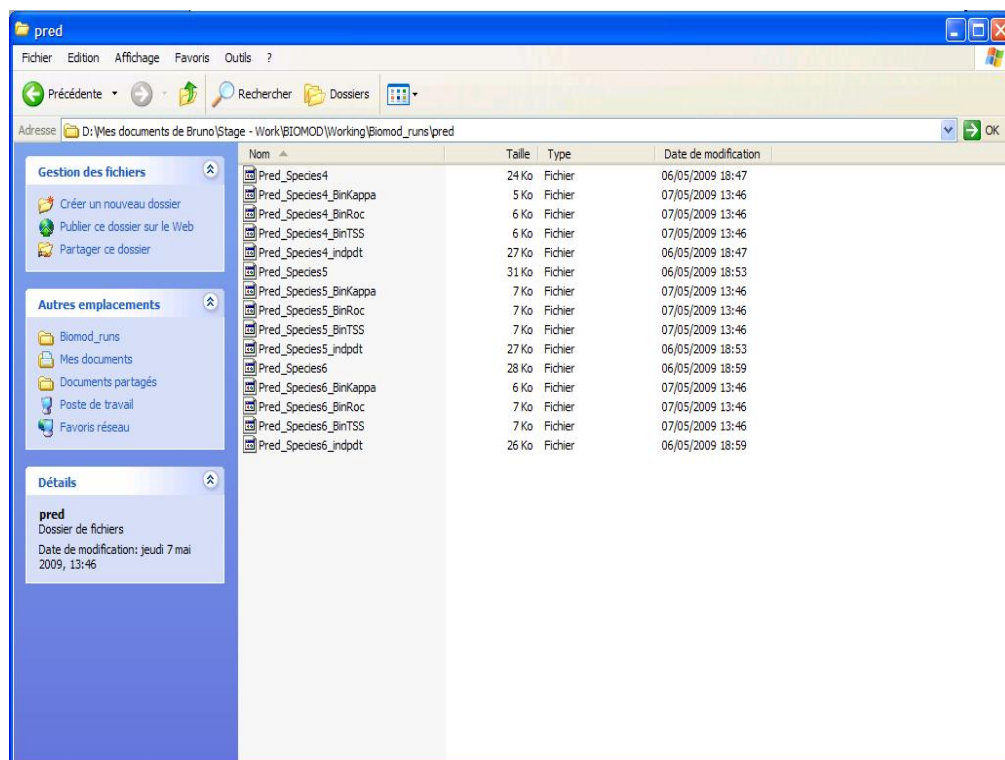 pred
Fichier Edition Affichage Favoris Outils ?
Précédente Rechercher Dossiers
Adresse D:\Mes documents de Bruno\Stage - Work\BIOMOD\Working\Biomod_runs\pred OK
Gestion des fichiers
Créer un nouveau dossier
Publier ce dossier sur le Web
Partager ce dossier
Autres emplacements
Biomod_runs
Mes documents
Documents partagés
Poste de travail
Favoris réseau
Détails
pred
Dossier de fichiers
Date de modification: jeudi 7 mai
2009, 13:46
Nom Taille Type Date de modification
Pred_Species4 24 Ko Fichier 06/05/2009 18:47
Pred_Species4_BinKappa 5 Ko Fichier 07/05/2009 13:46
Pred_Species4_BinRoc 6 Ko Fichier 07/05/2009 13:46
Pred_Species4_BinTSS 6 Ko Fichier 07/05/2009 13:46
Pred_Species4_indpdt 27 Ko Fichier 06/05/2009 18:47
Pred_Species5 31 Ko Fichier 06/05/2009 18:53
Pred_Species5_BinKappa 7 Ko Fichier 07/05/2009 13:46
Pred_Species5_BinRoc 7 Ko Fichier 07/05/2009 13:46
Pred_Species5_BinTSS 7 Ko Fichier 07/05/2009 13:46
Pred_Species5_indpdt 27 Ko Fichier 06/05/2009 18:53
Pred_Species6 28 Ko Fichier 06/05/2009 18:59
Pred_Species6_BinKappa 6 Ko Fichier 07/05/2009 13:46
Pred_Species6_BinRoc 7 Ko Fichier 07/05/2009 13:46
Pred_Species6_BinTSS 7 Ko Fichier 07/05/2009 13:46
Pred_Species6_indpdt 26 Ko Fichier 06/05/2009 18:59